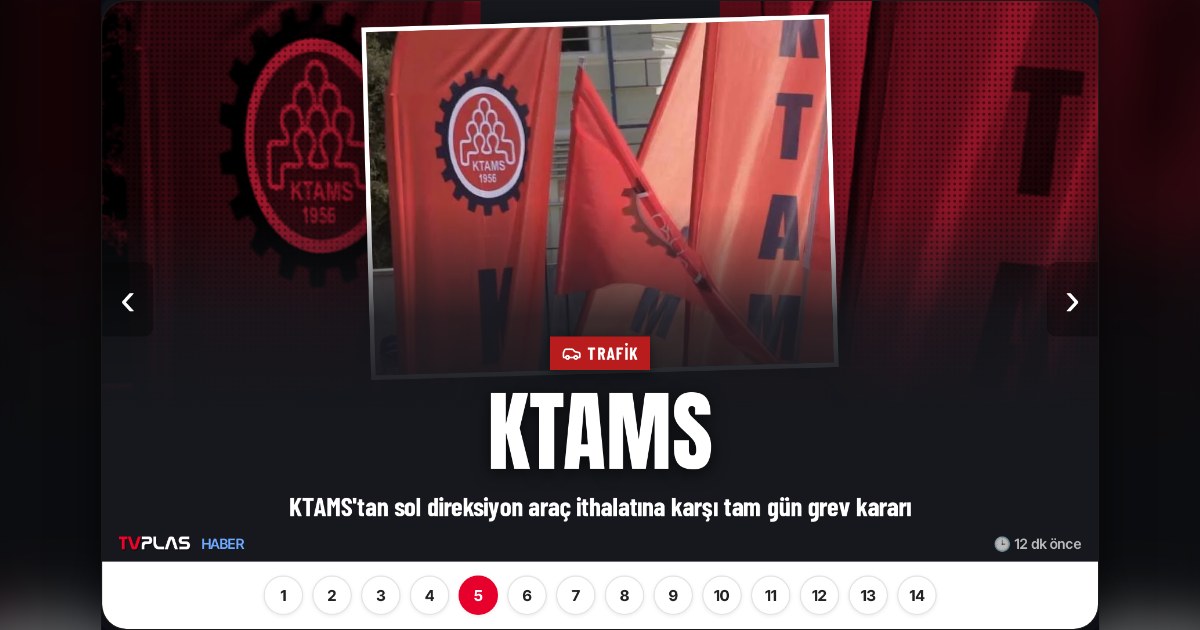 KTAMS
1956
KTAMS
1956
K
T
A
M
TRAFİK
KTAMS
KTAMS'tan sol direksiyon araç ithalatına karşı tam gün grev kararı
TVPLAS HABER
12 dk önce
1 2 3 4 5 6 7 8 9 10 11 12 13 14